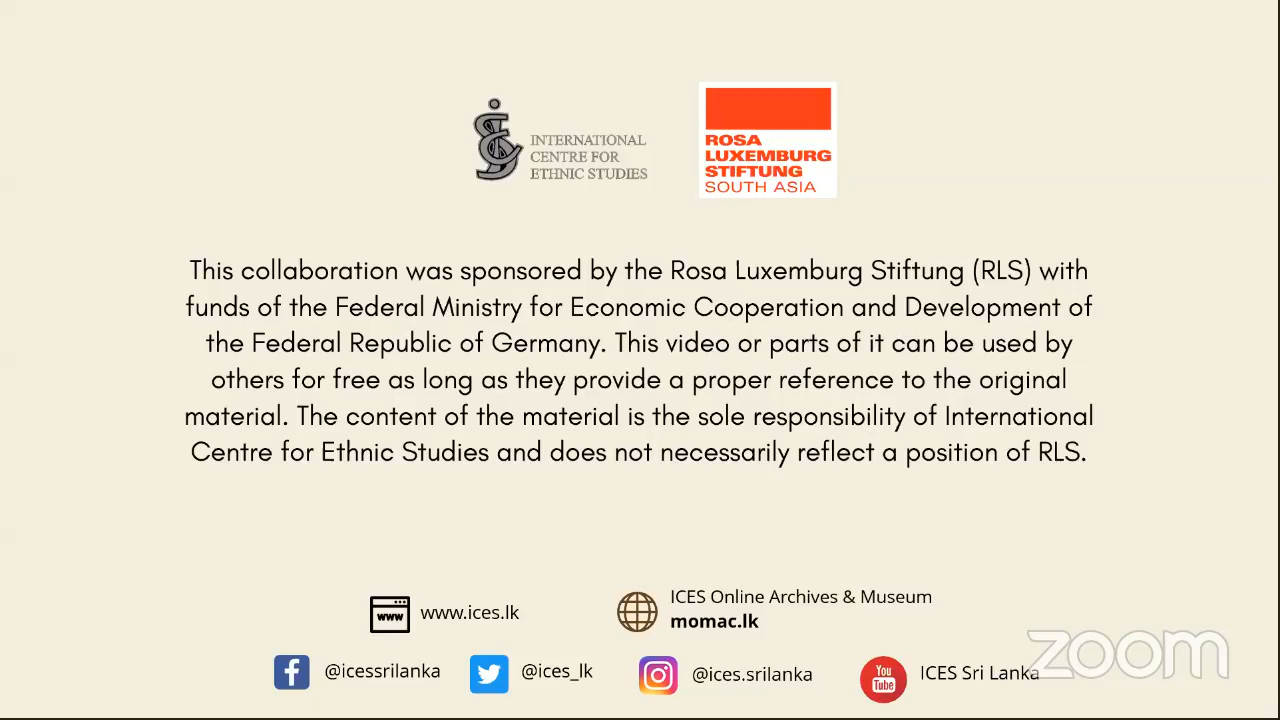 INTERNATIONAL
CENTRE FOR
ETHNIC STUDIES
ROSA
LUXEMBURG
STIFTUNG
SOUTH ASIA
This collaboration was sponsored by the Rosa Luxemburg Stiftung (RLS) with
funds of the Federal Ministry for Economic Cooperation and Development of
the Federal Republic of Germany. This video or parts of it can be used by
others for free as long as they provide a proper reference to the original
material. The content of the material is the sole responsibility of International
Centre for Ethnic Studies and does not necessarily reflect a position of RLS.
www
www.ices.lk
ICES Online Archives & Museum
momac.lk
@icessrilanka
@ices_lk
@ices.srilanka
You
Tube
ICES Sri Lanka
zoom